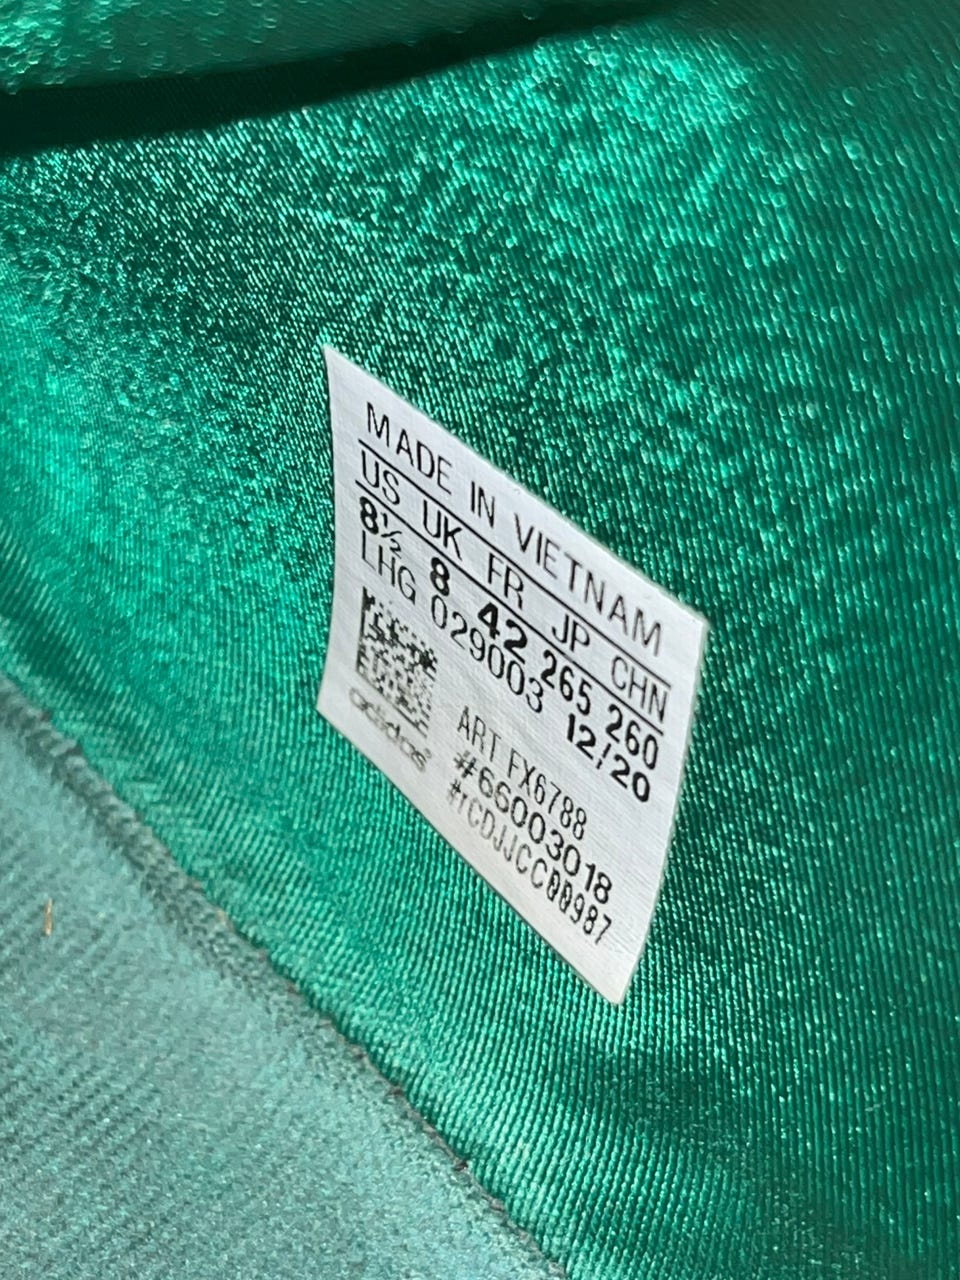 MADE IN VIETNAM
US UK FR JP CHN
8½ 8 42 265 260
LHG 029003 12/20
ART FX6788
#66003018
#rCDJJCC00987
adidas